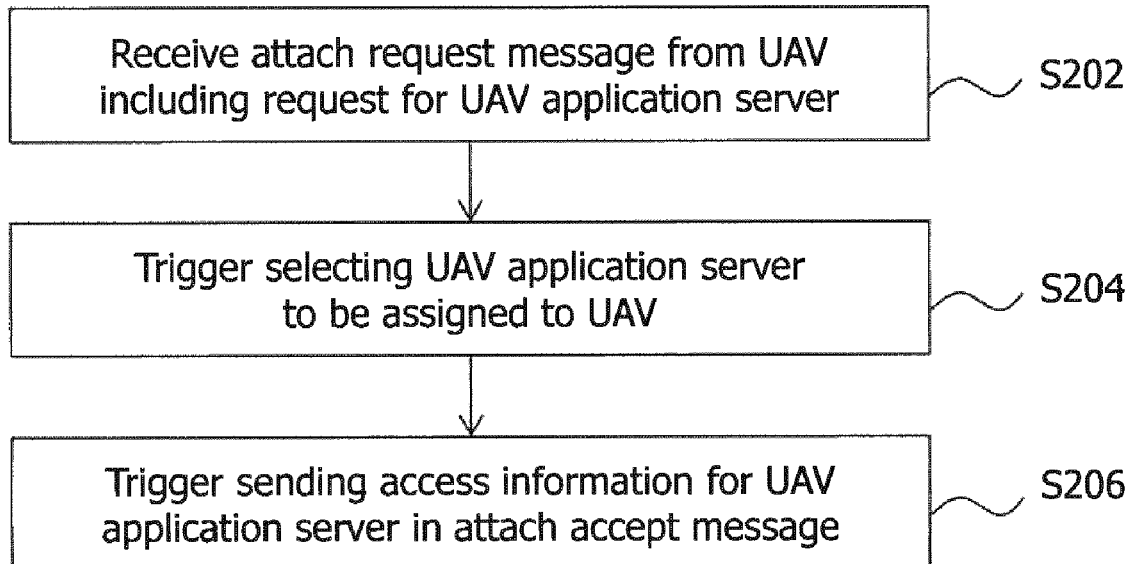 Receive attach request message from UAV
including request for UAV application server
S202
Trigger selecting UAV application server
to be assigned to UAV
S204
Trigger sending access information for UAV
application server in attach accept message
S206